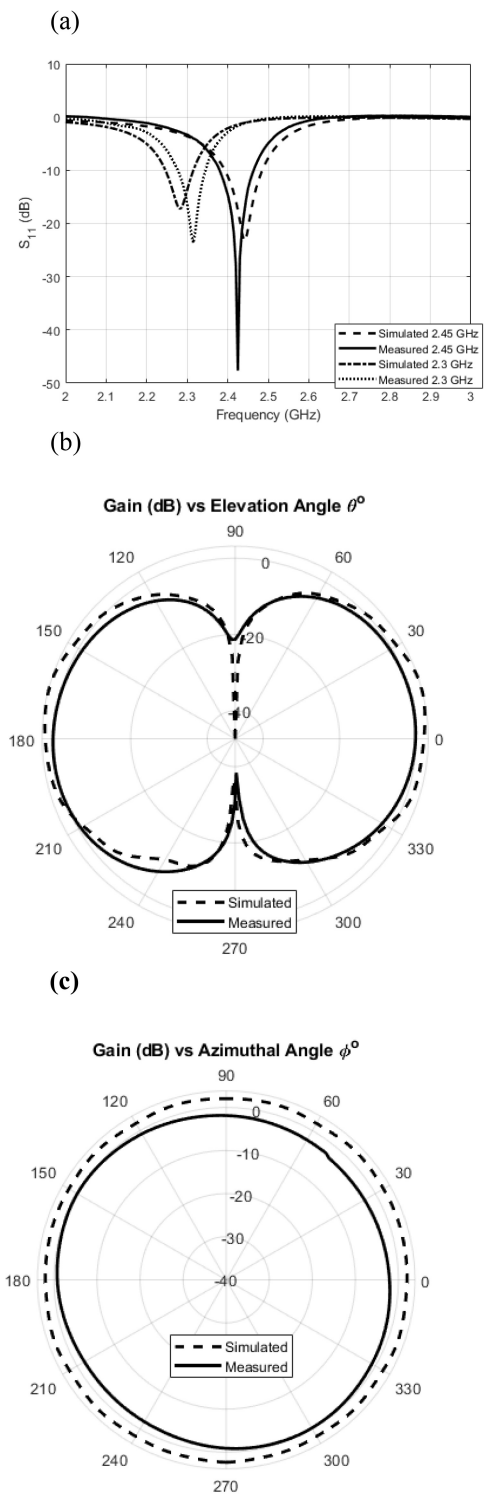 (a)
10
0
-10
-20
-30
-40
-50
S11 (dB)
2 2.1 2.2 2.3 2.4 2.5 2.6 2.7 2.8 2.9 3
Frequency (GHz)
Simulated 2.45 GHz
Measured 2.45 GHz
Simulated 2.3 GHz
Measured 2.3 GHz
(b)
Gain (dB) vs Elevation Angle θo
90
120 60
0
150 30
-20
-40
180 0
210 330
240 300
270
Simulated
Measured
(c)
Gain (dB) vs Azimuthal Angle ϕo
90
120 60
0
-10
150 30
-20
-30
180 -40 0
Simulated
Measured
210 330
240 300
270